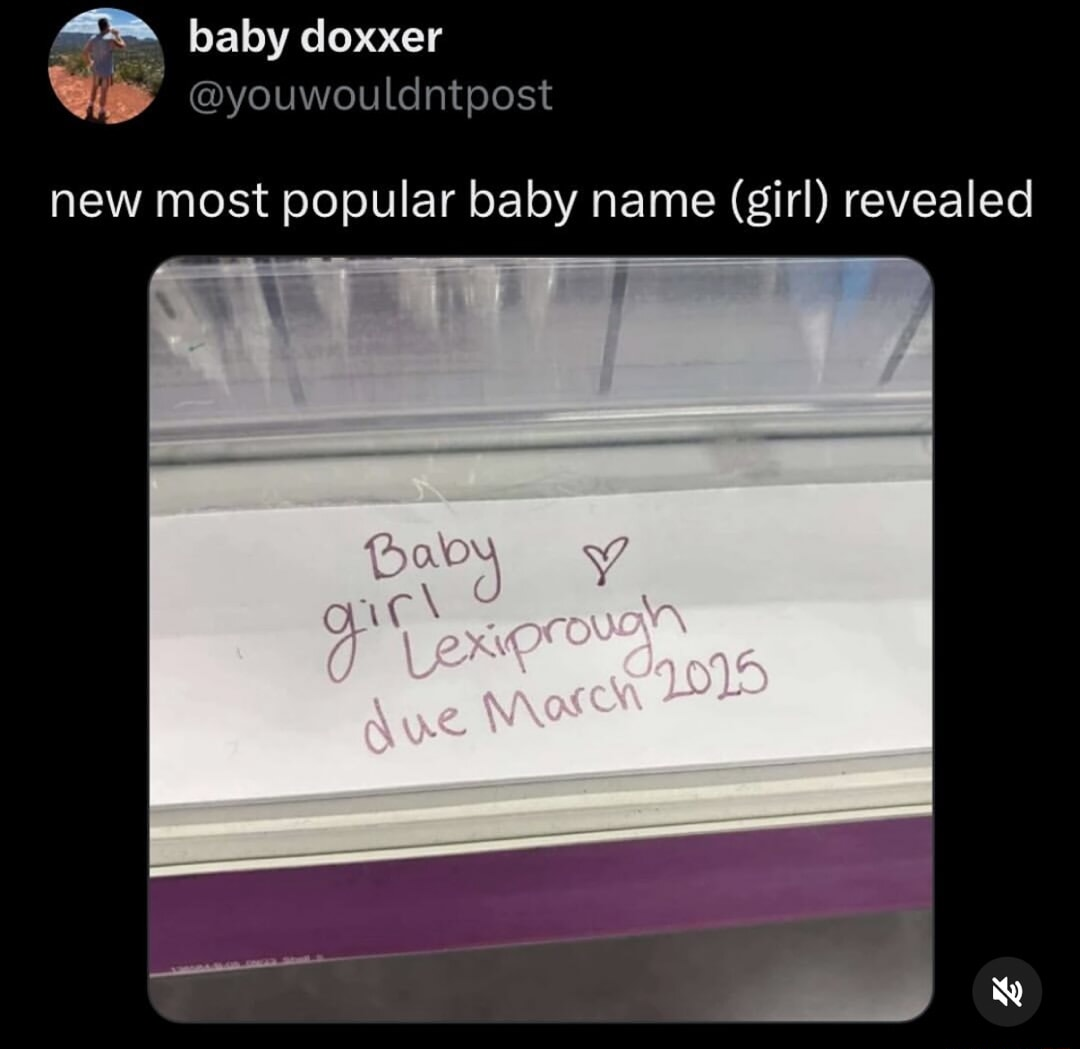 baby doxxer
@youwouldntpost
new most popular baby name (girl) revealed
Baby
girl
Lexiprough
due March 2025